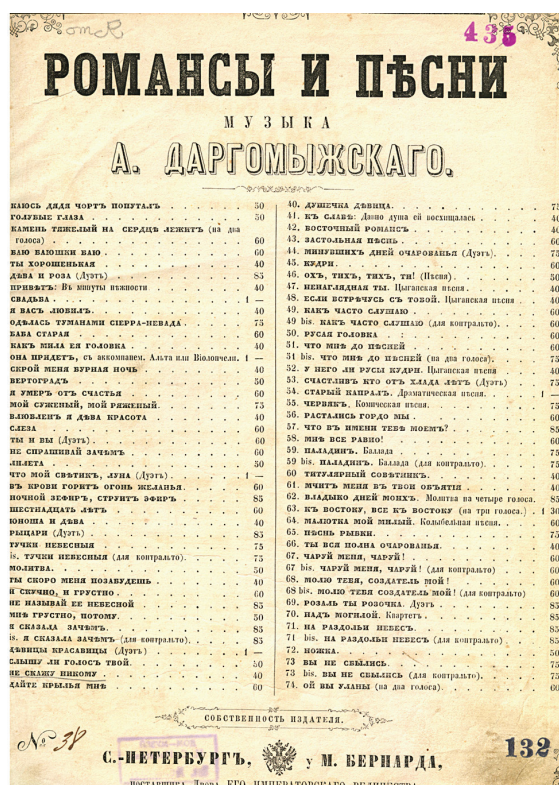 отк
435
РОМАНСЫ И ПѢСНИ
МУЗЫКА
А. ДАРГОМЫЖСКАГО.
КАЮСЬ ДЯДЯ ЧОРТЪ ПОПУТАЛЪ 50
ГОЛУБЫЕ ГЛАЗА 50
КАМЕНЬ ТЯЖЕЛЫЙ НА СЕРДЦѢ ЛЕЖИТЪ (на два
голоса) 60
БАЮ БАЮШКИ БАЮ 60
ТЫ ХОРОШЕНЬКАЯ 40
ДѢВА И РОЗА (Дуэтъ) 85
ПРИВѢТЪ: Въ минуты нѣжности 40
СВАДЬБА 1 —
Я ВАСЪ ЛЮБИЛЪ. 40
ОДѢЛАСЬ ТУМАНАМИ СІЕРРА-НЕВАДА 75
БАБА СТАРАЯ 60
КАКЪ МИЛА ЕЯ ГОЛОВКА 40
ОНА ПРИДЕТЪ, съ аккомпанем. Альта или Віолончели. 1 —
СКРОЙ МЕНЯ БУРНАЯ НОЧЬ 40
ВЕРТОГРАДЪ 50
Я УМЕРЪ ОТЪ СЧАСТЬЯ 60
МОЙ СУЖЕНЫЙ, МОЙ РЯЖЕНЫЙ. 75
ВЛЮБЛЕНЪ Я ДѢВА КРАСОТА 40
СЛЕЗА 60
ТЫ И ВЫ (Дуэтъ) 60
НЕ СПРАШИВАЙ ЗАЧѢМЪ 60
ЛИЛЕТА 50
ЧТО МОЙ СВѢТИКЪ, ЛУНА (Дуэтъ) 1 —
ВЪ КРОВИ ГОРИТЪ ОГОНЬ ЖЕЛАНЬЯ. 60
НОЧНОЙ ЗЕФИРЪ, СТРУИТЪ ЭФИРЪ 85
ШЕСТНАДЦАТЬ ЛѢТЪ 60
ЮНОША И ДѢВА 40
РЫЦАРИ (Дуэтъ) 85
ТУЧКИ НЕБЕСНЫЯ 75
is. ТУЧКИ НЕБЕСНЫЯ (для контральто). 75
МОЛИТВА. 50
ТЫ СКОРО МЕНЯ ПОЗАБУДЕШЬ 40
И СКУЧНО, И ГРУСТНО 60
НЕ НАЗЫВАЙ ЕЕ НЕБЕСНОЙ 85
МНѢ ГРУСТНО, ПОТОМУ 50
Я СКАЗАЛА ЗАЧѢМЪ. 85
is. Я СКАЗАЛА ЗАЧѢМЪ (для контральто). 85
ДѢВИЦЫ КРАСАВИЦЫ (Дуэтъ) 1 —
СЛЫШУ ЛИ ГОЛОСЪ ТВОЙ. 50
НЕ СКАЖУ НИКОМУ 40
ДАЙТЕ КРЫЛЬЯ МНѢ 60
40. ДУШЕЧКА ДѢВИЦА. 75
41. КЪ СЛАВѢ: Давно душа ей восхищалась 40
42. ВОСТОЧНЫЙ РОМАНСЪ 40
43. ЗАСТОЛЬНАЯ ПѢСНЬ 60
44. МИНУВШИХЪ ДНЕЙ ОЧАРОВАНЬЯ (Дуэтъ). 75
45. КУДРИ. 60
46. ОХЪ, ТИХЪ, ТИХЪ, ТИ! (Пѣсня) 50
47. НЕНАГЛЯДНАЯ ТЫ. Цыганская пѣсня. 40
48. ЕСЛИ ВСТРѢЧУСЬ СЪ ТОБОЙ. Цыганская пѣсня 40
49. КАКЪ ЧАСТО СЛУШАЮ 60
49 bis. КАКЪ ЧАСТО СЛУШАЮ (для контральто). 60
50. РУСАЯ ГОЛОВКА
51. ЧТО МНѢ ДО ПѢСНЕЙ 60
51 bis. ЧТО МНѢ ДО ПѢСНЕЙ (на два голоса). 75
52. У НЕГО ЛИ РУСЫ КУДРИ. Цыганская пѣсня 40
53. СЧАСТЛИВЪ КТО ОТЪ ХЛАДА ЛѢТЪ (Дуэтъ) 75
54. СТАРЫЙ КАПРАЛЪ. Драматическая пѣсня. 1 —
55. ЧЕРВЯКЪ. Комическая пѣсня. 75
56. РАСТАЛИСЬ ГОРДО МЫ 60
57. ЧТО ВЪ ИМЕНИ ТЕБѢ МОЕМЪ? 85
58. МНѢ ВСЕ РАВНО! 60
59. ПАЛАДИНЪ. Баллада 75
59 bis. ПАЛАДИНЪ. Баллада (для контральто). 75
60 ТИТУЛЯРНЫЙ СОВѢТНИКЪ. 40
61. МЧИТЪ МЕНЯ ВЪ ТВОИ ОБЪЯТІЯ 40
62. ВЛАДЫКО ДНЕЙ МОИХЪ. Молитва на четыре голоса. 85
63. КЪ ВОСТОКУ, ВСЕ КЪ ВОСТОКУ (на три голоса.) 1 30
64. МАЛЮТКА МОЙ МИЛЫЙ. Колыбельная пѣсня. 60
65. ПѢСНЬ РЫБКИ. 75
66. ТЫ ВСЯ ПОЛНА ОЧАРОВАНЬЯ. 40
67. ЧАРУЙ МЕНЯ, ЧАРУЙ! 60
67 bis. ЧАРУЙ МЕНЯ, ЧАРУЙ! (для контральто) 60
68. МОЛЮ ТЕБЯ, СОЗДАТЕЛЬ МОЙ! 60
68 bis. МОЛЮ ТЕБЯ СОЗДАТЕЛЬ МОЙ! (для контральто) 60
69. РОЗАЛЬ ТЫ РОЗОЧКА. Дуэтъ 85
70. НАДЪ МОГИЛОЙ. Квартетъ 85
71. НА РАЗДОЛЬИ НЕБЕСЪ. 85
71 bis. НА РАЗДОЛЬИ НЕБЕСЪ (для контральто) 85
72. НОЖКА. 50
73 ВЫ НЕ СБЫЛИСЬ. 75
73 bis. ВЫ НЕ СБЫЛИСЬ (для контральто). 75
74. ОЙ ВЫ УЛАНЫ (на два голоса). 60
СОБСТВЕННОСТЬ ИЗДАТЕЛЯ.
№ 38
132
С.-ПЕТЕРБУРГЪ, у М. БЕРНАРДА,
ПОСТАВЩИКА Двора ЕГО ИМПЕРАТОРСКАГО ВЕЛИЧЕСТВА